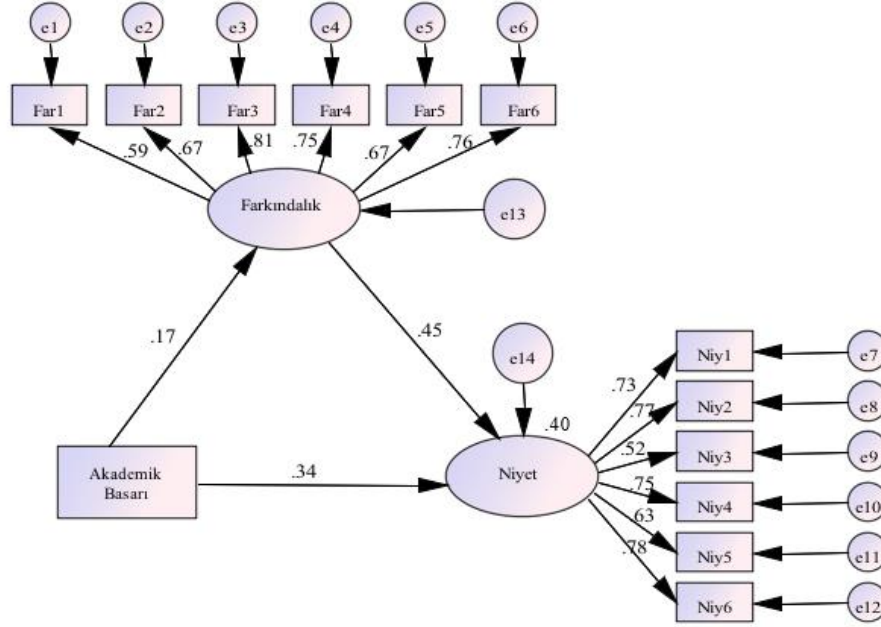 e1 e2 e3 e4 e5 e6
Far1 Far2 Far3 Far4 Far5 Far6
.59 .67 .81 .75 .67 .76
Farkındalık
e13
.17
.45
e14
Niy1 e7
.73
.40
.77 Niy2 e8
.52 Niy3 e9
Akademik
Basarı
.34
Niyet
.75 Niy4 e10
63
Niy5 e11
.78
Niy6 e12